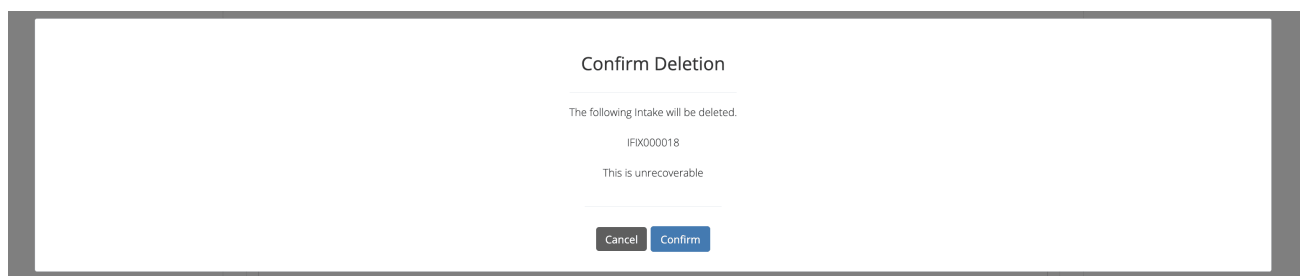 Confirm Deletion
The following Intake will be deleted.
IFIX000018
This is unrecoverable
Cancel Confirm